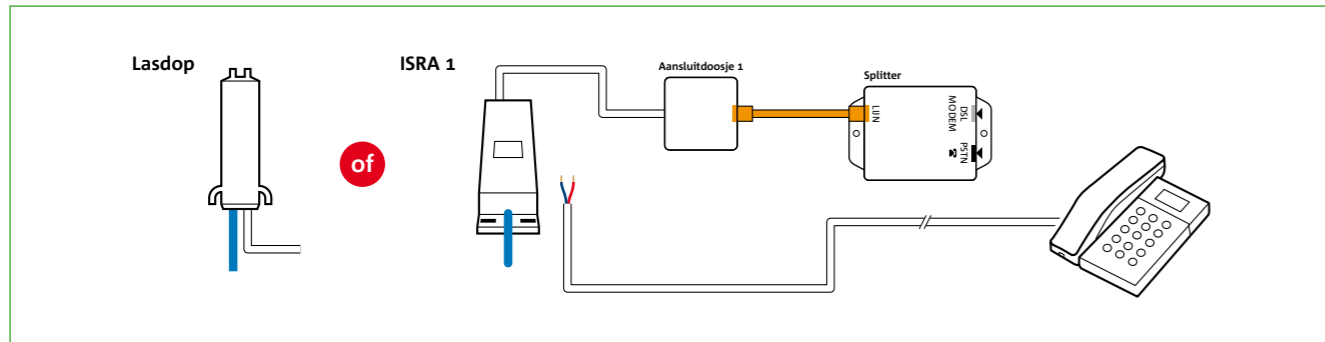 Lasdop
of
ISRA 1
Aansluitdoosje 1
Splitter
LIJN
DSL
MODEM
PSTN